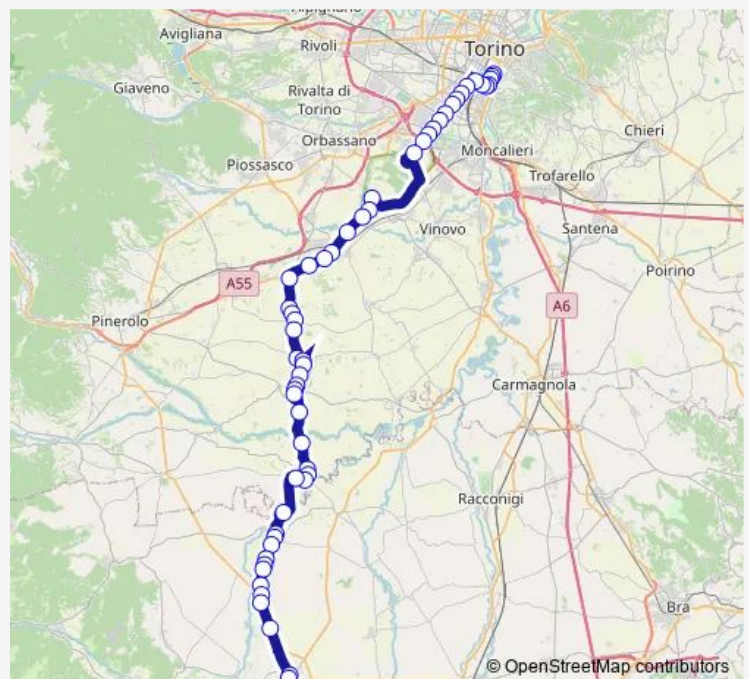 Alpignano
Avigliana
Rivoli
Torino
Giaveno
Rivalta di
Torino
Orbassano
Chieri
Piossasco
Moncalieri
Trofarello
Vinovo
Santena
A55
Poirino
Pinerolo
A6
Carmagnola
Racconigi
Bra
© OpenStreetMap contributors